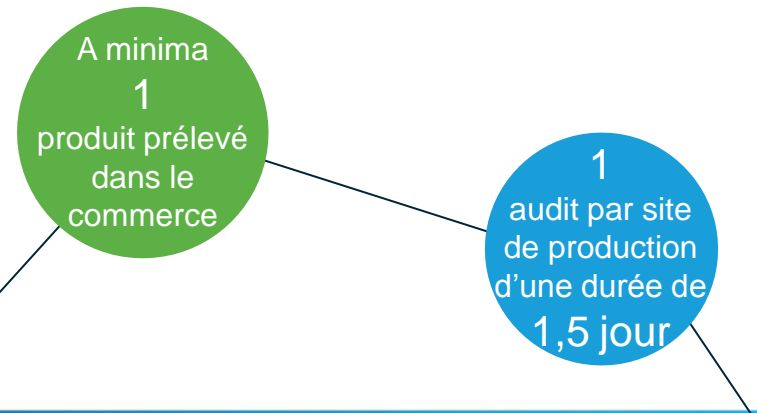 A minima
1
produit prélevé
dans le
commerce
1
audit par site
de production
d’une durée de
1,5 jour